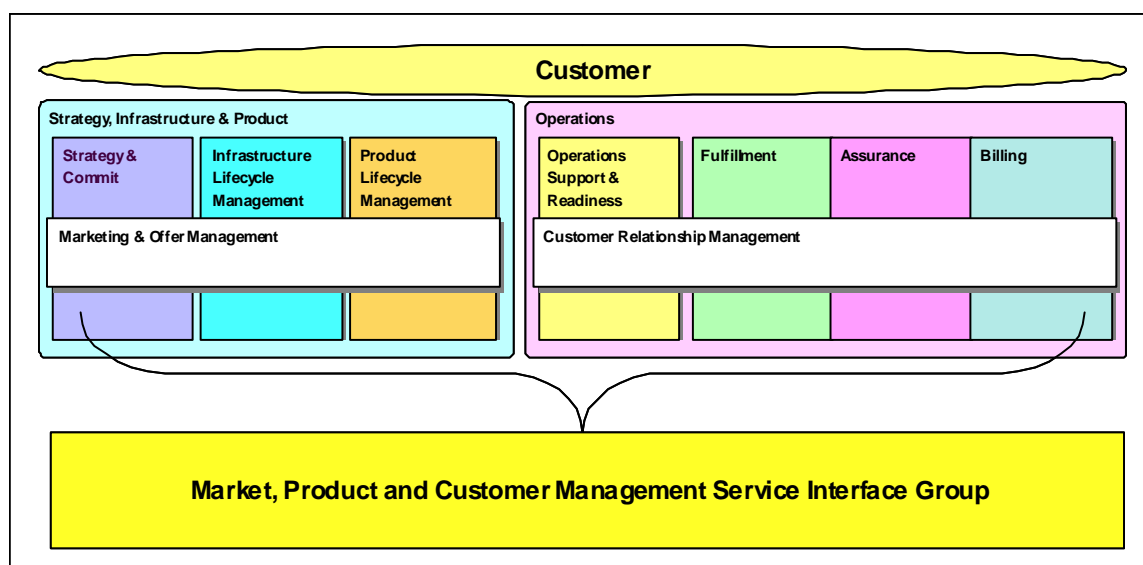 Customer
Strategy, Infrastructure & Product
Operations
Strategy &
Commit
Infrastructure
Lifecycle
Management
Product
Lifecycle
Management
Operations
Support &
Readiness
Fulfillment
Assurance
Billing
Marketing & Offer Management
Customer Relationship Management
Market, Product and Customer Management Service Interface Group